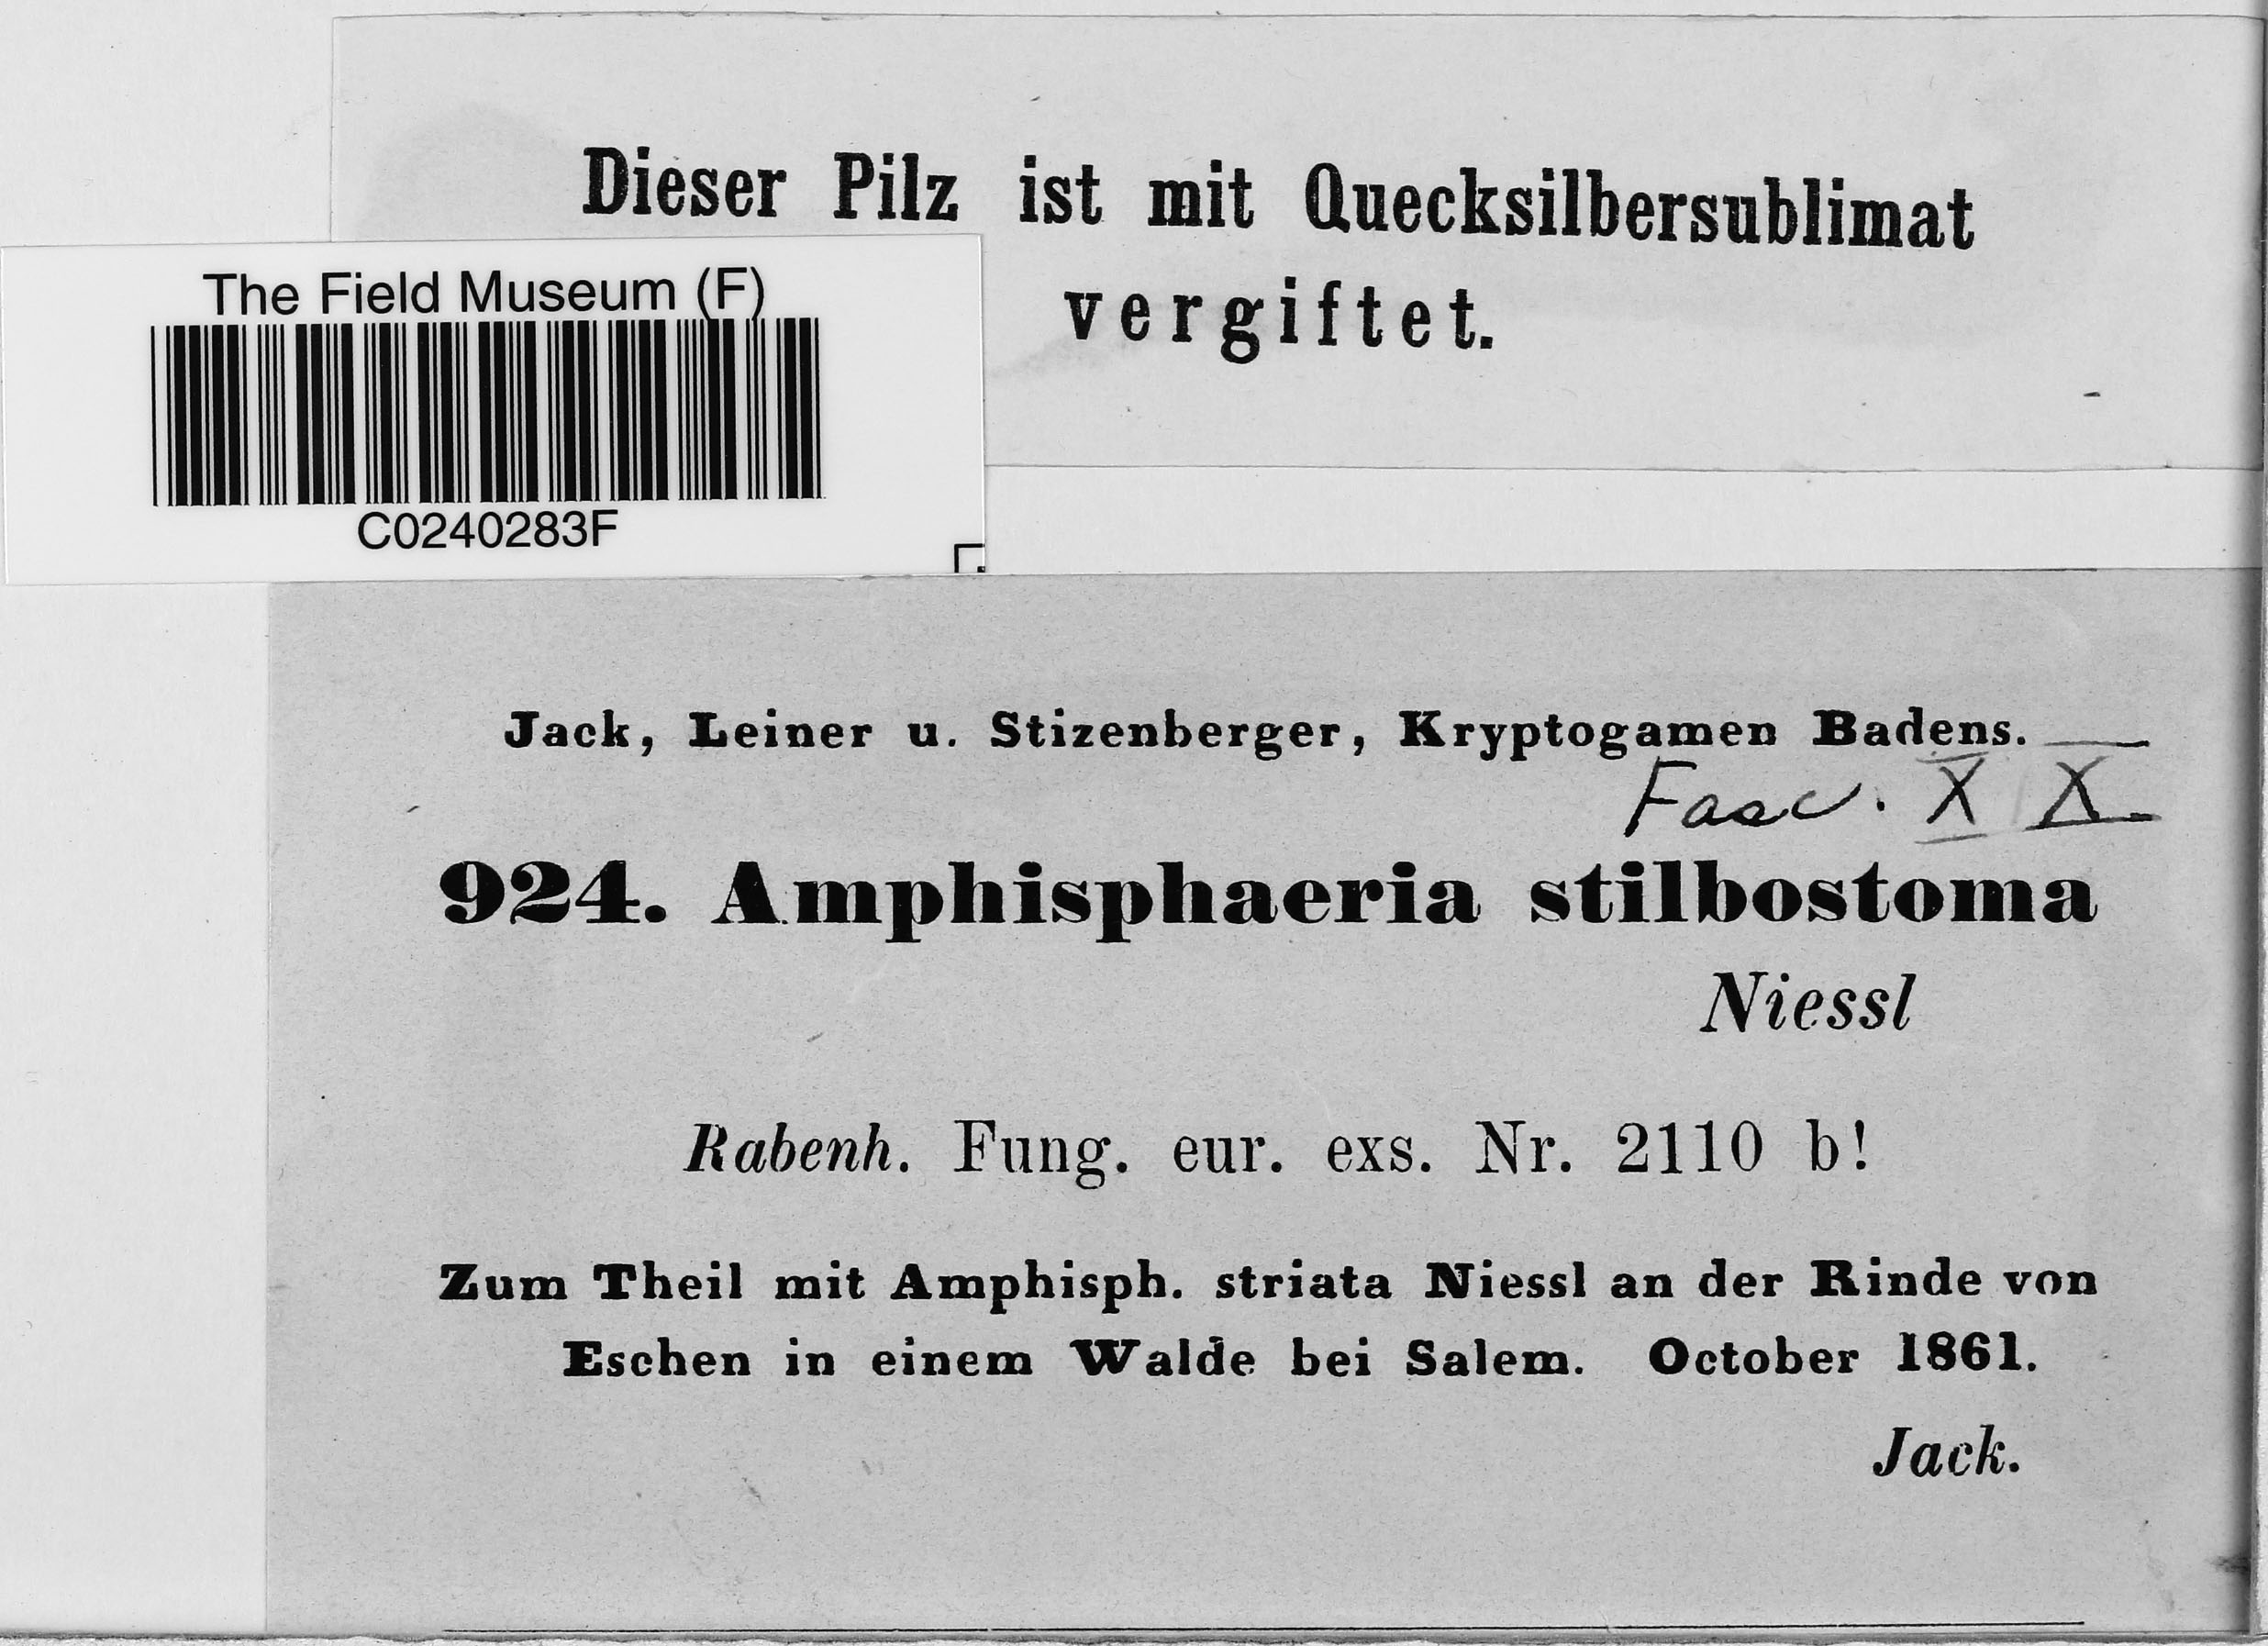 Dieser Pilz ist mit Quecksilbersublimat
vergiftet.
The Field Museum (F)
C0240283F
Jack, Leiner u. Stizenberger, Kryptogamen Badens.
Fasc. XX
924. Amphisphaeria stilbostoma
Niessl
Rabenh. Fung. eur. exs. Nr. 2110 b!
Zum Theil mit Amphisph. striata Niessl an der Rinde von
Eschen in einem Walde bei Salem. October 1861.
Jack.